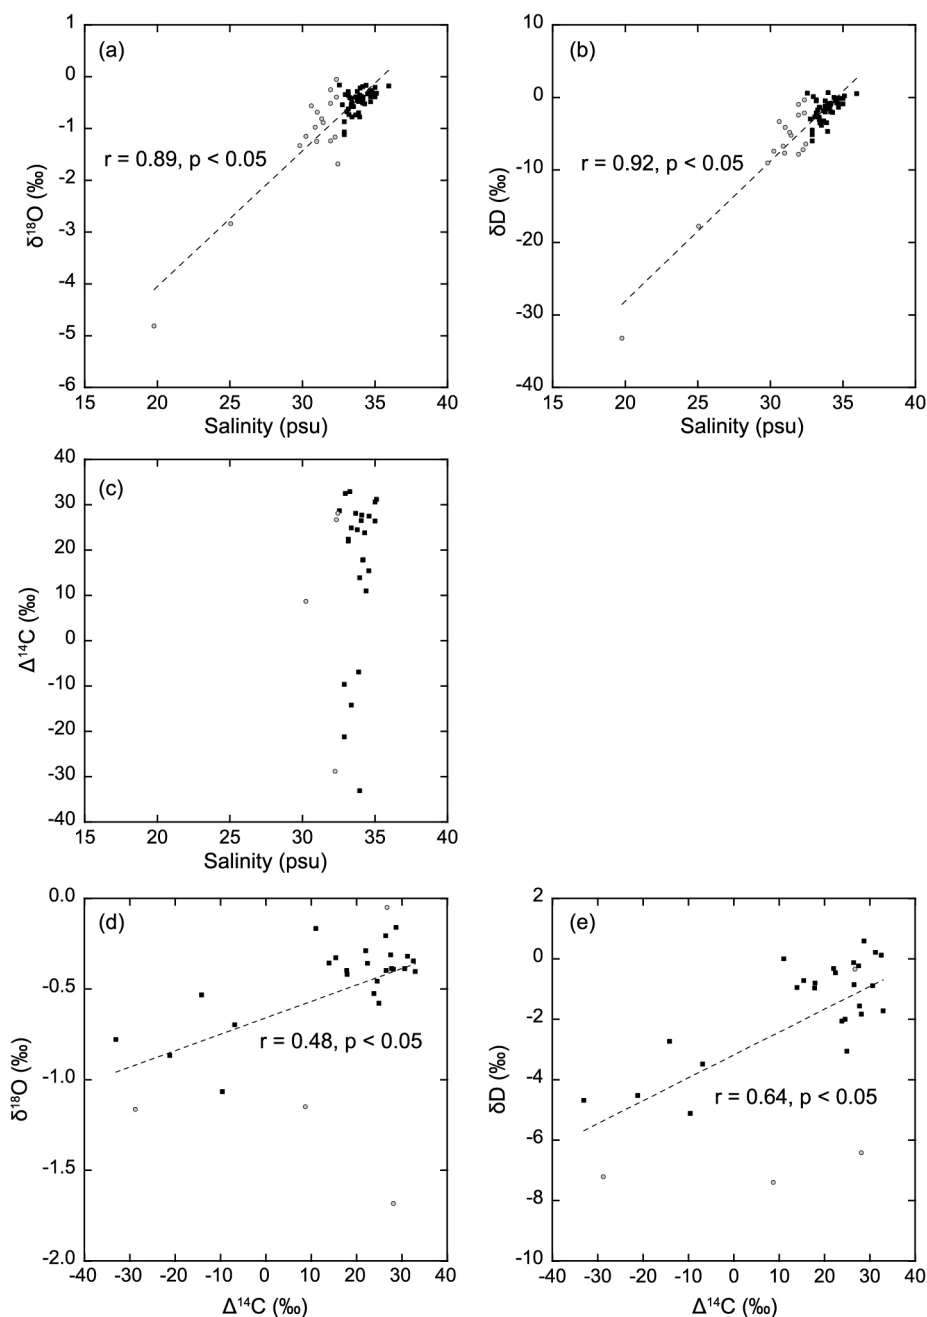 (a)
1
0
-1
-2
-3
-4
-5
-6
δ¹⁸O (‰)
r = 0.89, p < 0.05
15 20 25 30 35 40
Salinity (psu)
(b)
10
0
-10
-20
-30
-40
δD (‰)
r = 0.92, p < 0.05
15 20 25 30 35 40
Salinity (psu)
(c)
40
30
20
10
0
-10
-20
-30
-40
Δ¹⁴C (‰)
15 20 25 30 35 40
Salinity (psu)
(d)
0.0
-0.5
-1.0
-1.5
-2.0
δ¹⁸O (‰)
r = 0.48, p < 0.05
-40 -30 -20 -10 0 10 20 30 40
Δ¹⁴C (‰)
(e)
2
0
-2
-4
-6
-8
-10
δD (‰)
r = 0.64, p < 0.05
-40 -30 -20 -10 0 10 20 30 40
Δ¹⁴C (‰)